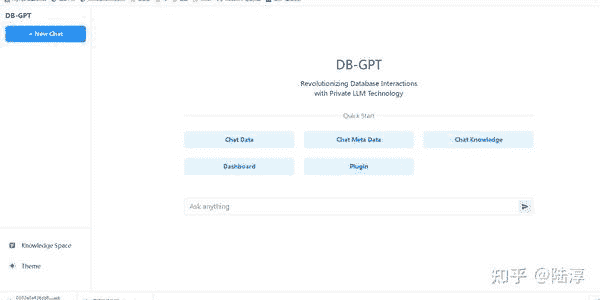 DB-GPT
+ New Chat
DB-GPT
Revolutionizing Database Interactions
with Private LLM Technology
Quick Start
Chat Data
Chat Meta Data
Chat Knowledge
Dashboard
Plugin
Ask anything
Knowledge Space
Theme
知乎 @陆淳